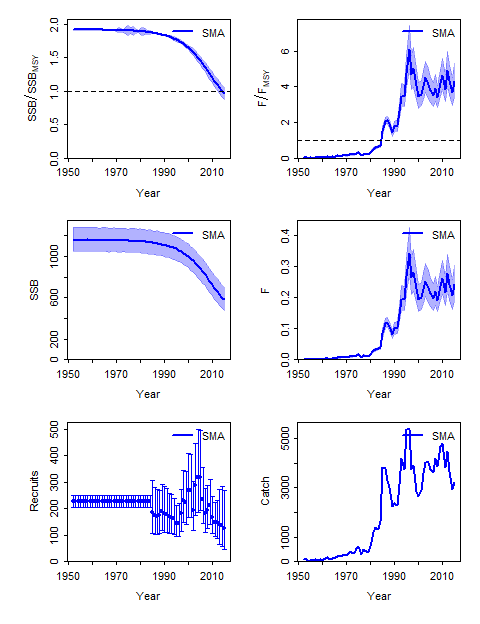 SMA
SSB/SSBMSY
0.0 0.5 1.0 1.5 2.0
1950 1970 1990 2010
Year
SMA
F/FMSY
0 2 4 6
1950 1970 1990 2010
Year
SMA
SSB
0 600 800 1000
1950 1970 1990 2010
Year
SMA
F
0.0 0.1 0.2 0.3 0.4
1950 1970 1990 2010
Year
SMA
Recruits
0 100 200 300 400 500
1950 1970 1990 2010
Year
SMA
Catch
0 1000 3000 5000
1950 1970 1990 2010
Year